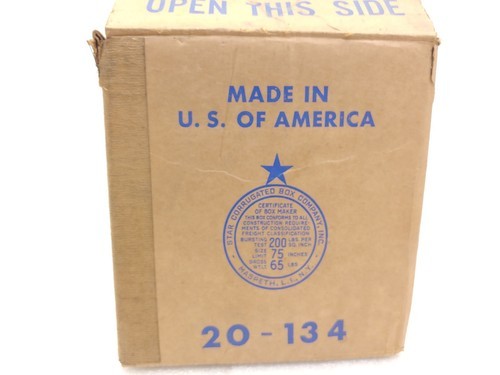 OPEN THIS SIDE
MADE IN
U. S. OF AMERICA
STAR CORRUGATED BOX COMPANY, INC.
CERTIFICATE
OF BOX MAKER
THIS BOX CONFORMS TO ALL
CONSTRUCTION REQUIRE-
MENTS OF CONSOLIDATED
FREIGHT CLASSIFICATION
BURSTING TEST 200 LBS. PER SQ. INCH
SIZE LIMIT 75 INCHES
GROSS WT. LT. 65 LBS.
MASPETH, L. I., N. Y.
20 - 134